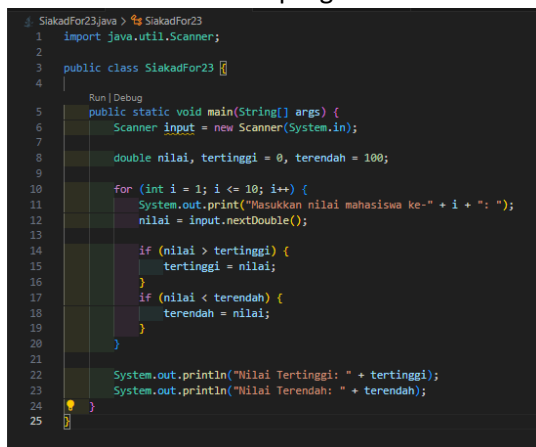 SiakadFor23.java > SiakadFor23
1 import java.util.Scanner;
2
3 public class SiakadFor23 {
4
Run | Debug
5 public static void main(String[] args) {
6 Scanner input = new Scanner(System.in);
7
8 double nilai, tertinggi = 0, terendah = 100;
9
10 for (int i = 1; i <= 10; i++) {
11 System.out.print("Masukkan nilai mahasiswa ke-" + i + ": ");
12 nilai = input.nextDouble();
13
14 if (nilai > tertinggi) {
15 tertinggi = nilai;
16 }
17 if (nilai < terendah) {
18 terendah = nilai;
19 }
20 }
21
22 System.out.println("Nilai Tertinggi: " + tertinggi);
23 System.out.println("Nilai Terendah: " + terendah);
24 }
25 }